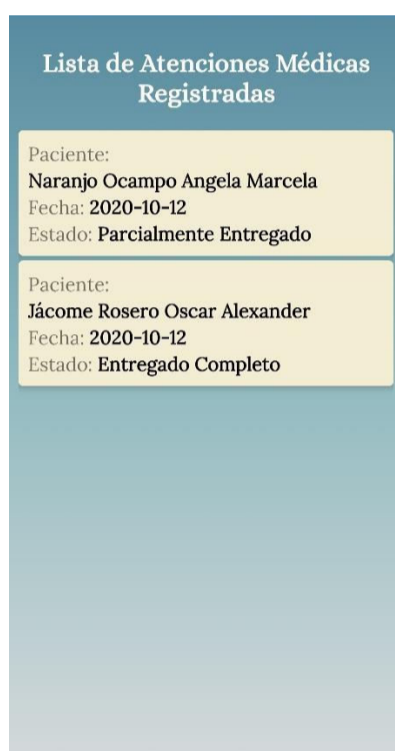 Lista de Atenciones Médicas
Registradas
Paciente:
Naranjo Ocampo Angela Marcela
Fecha: 2020-10-12
Estado: Parcialmente Entregado
Paciente:
Jácome Rosero Oscar Alexander
Fecha: 2020-10-12
Estado: Entregado Completo